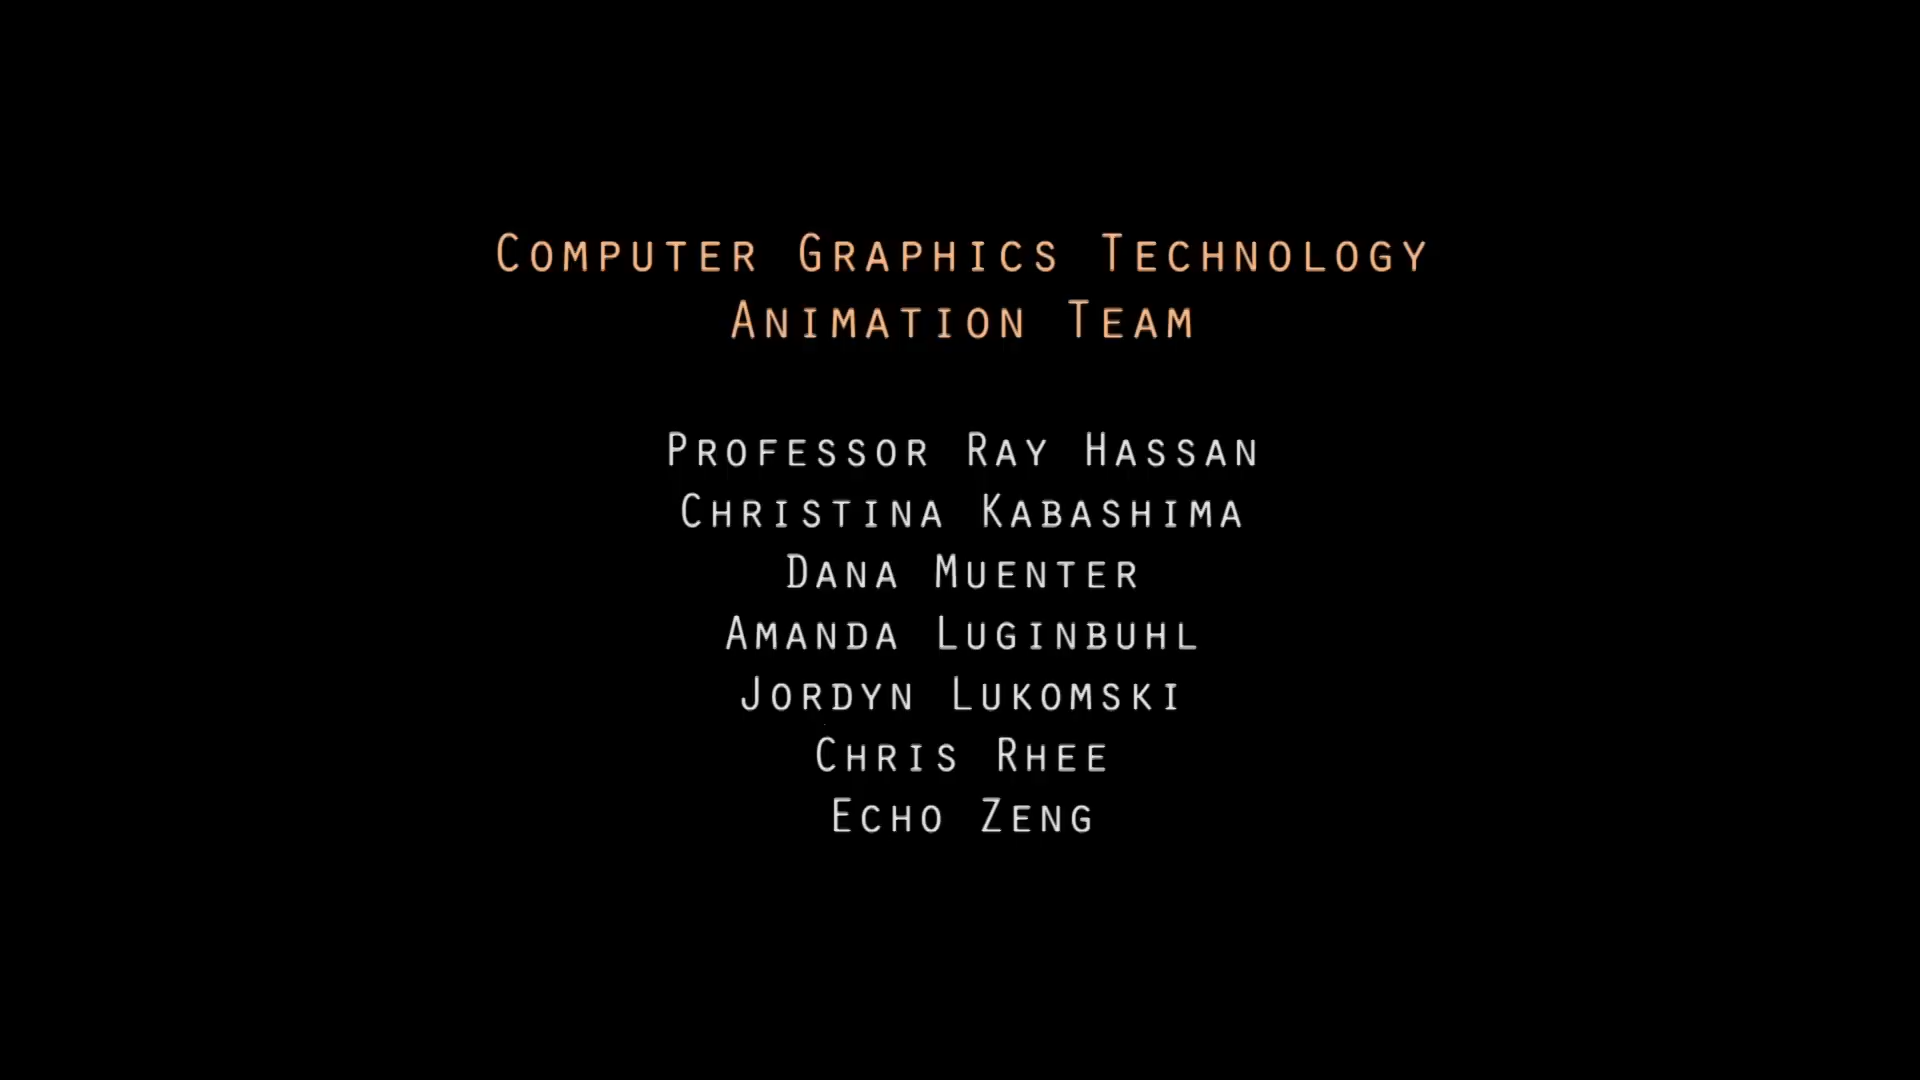 Computer Graphics Technology
Animation Team
Professor Ray Hassan
Christina Kabashima
Dana Muenter
Amanda Luginbuhl
Jordyn Lukomski
Chris Rhee
Echo Zeng